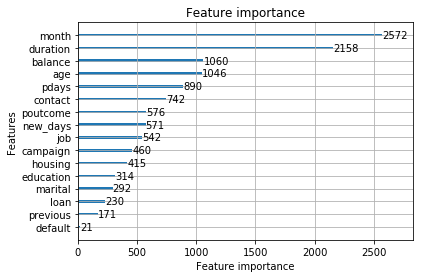 Feature importance
month 2572
duration 2158
balance 1060
age 1046
pdays 890
contact 742
poutcome 576
new_days 571
job 542
campaign 460
housing 415
education 314
marital 292
loan 230
previous 171
default 21
Features
0 500 1000 1500 2000 2500
Feature importance